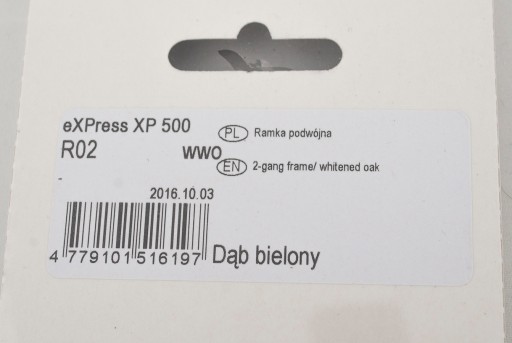 eXPress XP 500
R02
wwo
PL Ramka podwójna
EN 2-gang frame/ whitened oak
-
2016.10.03
4 779101 516197
Dąb bielony